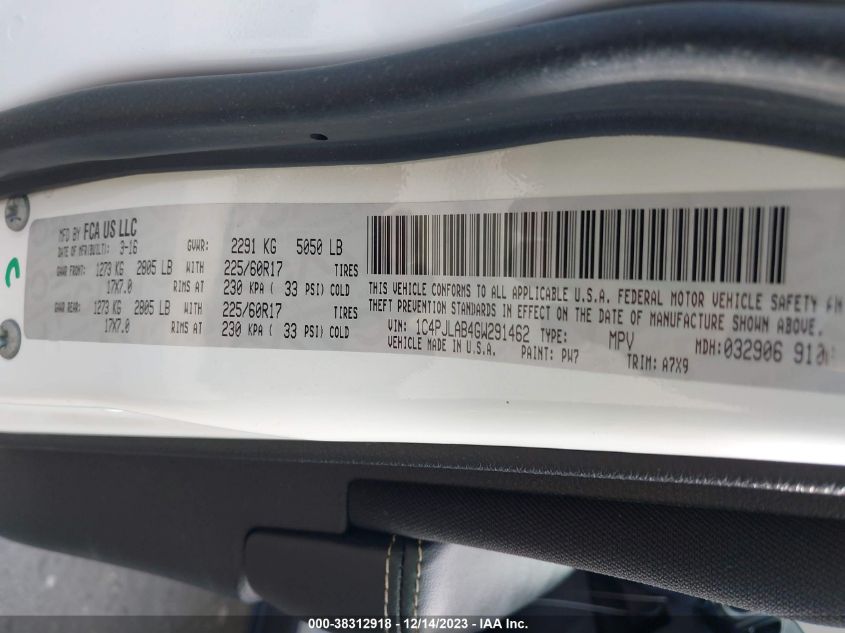 MFD BY FCA US LLC
DATE OF MFR(BUILT): 3-16 GVWR: 2291 KG 5050 LB
GAWR FRONT: 1273 KG 2805 LB WITH 225/60R17 TIRES
17X7.0 RIMS AT 230 KPA ( 33 PSI) COLD
GAWR REAR: 1273 KG 2805 LB WITH 225/60R17 TIRES
17X7.0 RIMS AT 230 KPA ( 33 PSI) COLD
THIS VEHICLE CONFORMS TO ALL APPLICABLE U.S.A. FEDERAL MOTOR VEHICLE SAFETY
THEFT PREVENTION STANDARDS IN EFFECT ON THE DATE OF MANUFACTURE SHOWN ABOVE.
VIN: 1C4PJLAB4GW291462 TYPE: MPV MDH: 032906
VEHICLE MADE IN U.S.A. PAINT: PW7 TRIM: A7X9
000-38312918 - 12/14/2023 - IAA Inc.